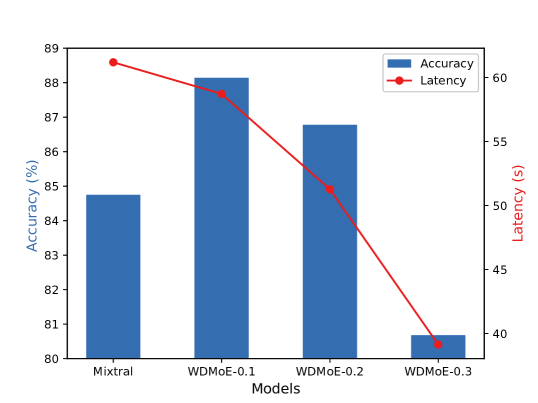 89
88
87
86
85
84
83
82
81
80
Accuracy (%)
60
55
50
45
40
Latency (s)
Accuracy
Latency
Mixtral WDMoE-0.1 WDMoE-0.2 WDMoE-0.3
Models